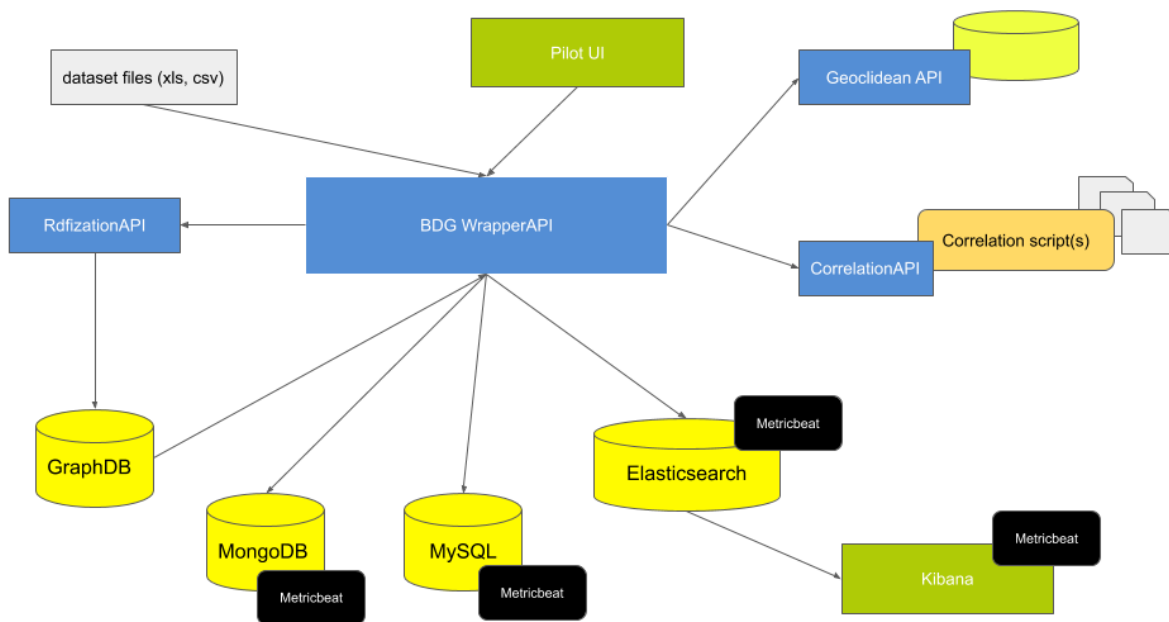 Pilot UI
dataset files (xls, csv)
Geoclidean API
RdfizationAPI
BDG WrapperAPI
Correlation script(s)
CorrelationAPI
Metricbeat
GraphDB
Elasticsearch
MongoDB
MySQL
Metricbeat
Kibana
Metricbeat
Metricbeat